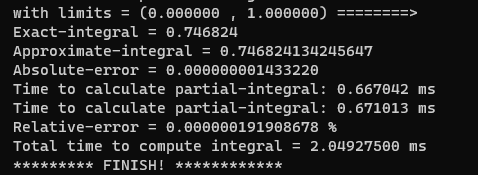 with limits = (0.000000 , 1.000000) ========>
Exact-integral = 0.746824
Approximate-integral = 0.746824134245647
Absolute-error = 0.000000001433220
Time to calculate partial-integral: 0.667042 ms
Time to calculate partial-integral: 0.671013 ms
Relative-error = 0.000000191908678 %
Total time to compute integral = 2.04927500 ms
********* FINISH! ************